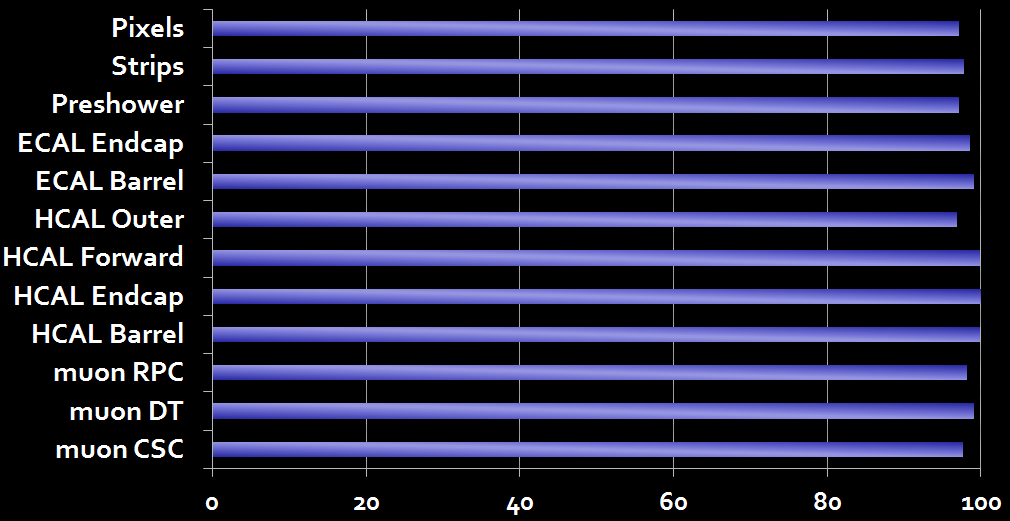 Pixels
Strips
Preshower
ECAL Endcap
ECAL Barrel
HCAL Outer
HCAL Forward
HCAL Endcap
HCAL Barrel
muon RPC
muon DT
muon CSC
0 20 40 60 80 100